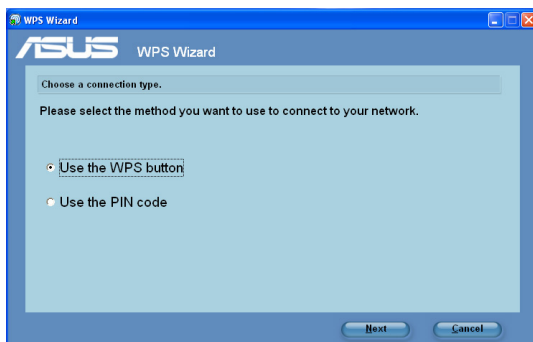 WPS Wizard
ASUS WPS Wizard
Choose a connection type.
Please select the method you want to use to connect to your network.
Use the WPS button
Use the PIN code
Next Cancel